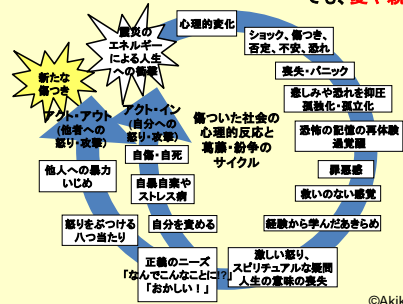 震災の
エネルギー
による人生
への衝撃
心理的変化
ショック、傷つき、
否定、不安、恐れ
喪失・パニック
悲しみや恐れを抑圧
孤独化・孤立化
恐怖の記憶の再体験
過覚醒
罪悪感
救いのない感覚
経験から学んだあきらめ
激しい怒り、
スピリチュアルな疑問
人生の意味の喪失
正義のニーズ
「なんでこんなことに!?」
「おかしい！」
自分を責める
自暴自棄や
ストレス病
自傷・自死
アクト・イン
(自分への
怒り・攻撃)
怒りをぶつける
八つ当たり
他人への暴力
いじめ
アクト・アウト
(他者への
怒り・攻撃)
新たな
傷つき
傷ついた社会の
心理的反応と
葛藤・紛争の
サイクル
©Akik